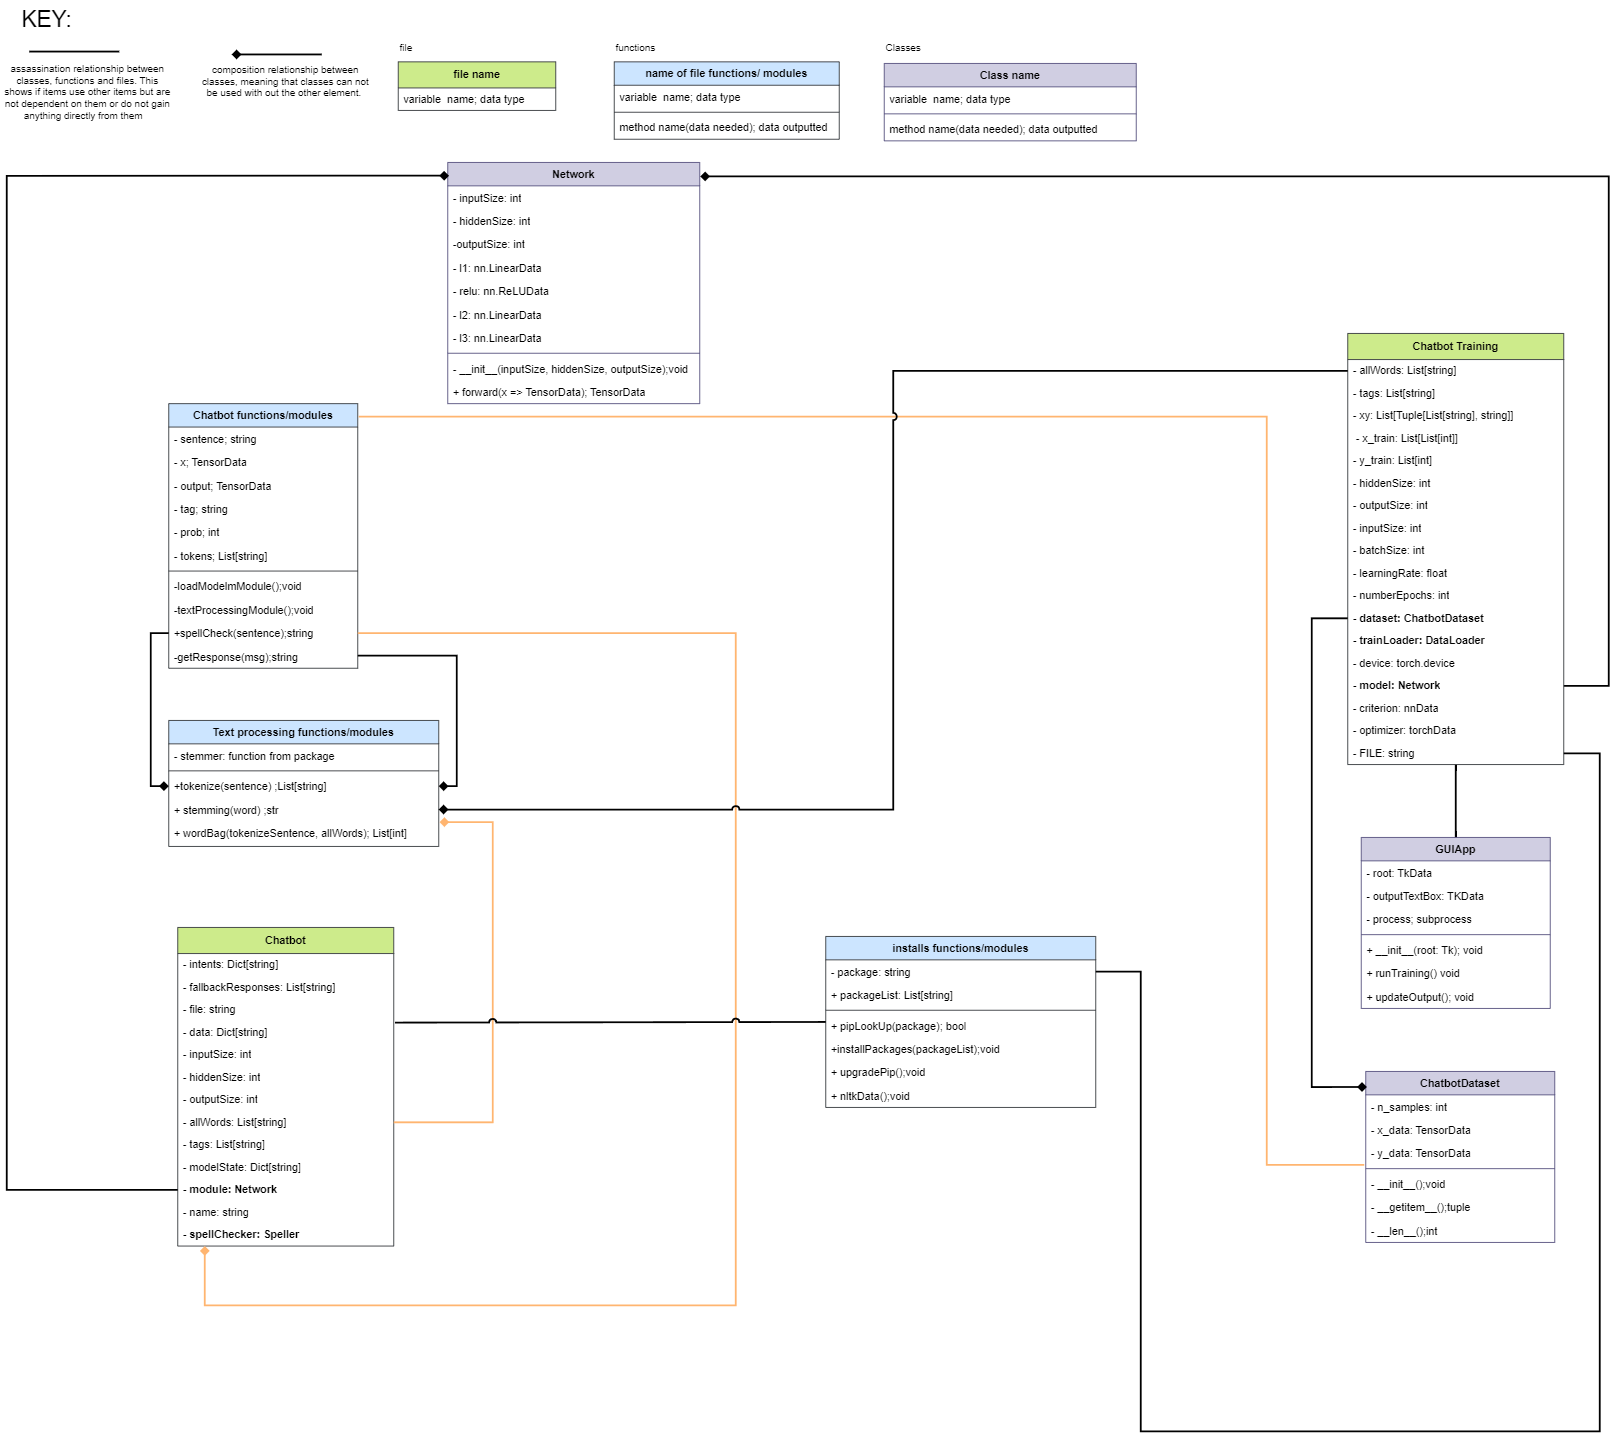 KEY:
assassination relationship between
classes, functions and files. This
shows if items use other items but are
not dependent on them or do not gain
anything directly from them
composition relationship between
classes, meaning that classes can not
be used with out the other element.
file
file name
variable name; data type
functions
name of file functions/ modules
variable name; data type
method name(data needed); data outputted
Classes
Class name
variable name; data type
method name(data needed); data outputted
Network
- inputSize: int
- hiddenSize: int
-outputSize: int
- l1: nn.LinearData
- relu: nn.ReLUData
- l2: nn.LinearData
- l3: nn.LinearData
- __init__(inputSize, hiddenSize, outputSize);void
+ forward(x => TensorData); TensorData
Chatbot Training
- allWords: List[string]
- tags: List[string]
- xy: List[Tuple[List[string], string]]
- x_train: List[List[int]]
- y_train: List[int]
- hiddenSize: int
- outputSize: int
- inputSize: int
- batchSize: int
- learningRate: float
- numberEpochs: int
- dataset: ChatbotDataset
- trainLoader: DataLoader
- device: torch.device
- model: Network
- criterion: nnData
- optimizer: torchData
- FILE: string
Chatbot functions/modules
- sentence; string
- x; TensorData
- output; TensorData
- tag; string
- prob; int
- tokens; List[string]
-loadModelmModule();void
-textProcessingModule();void
+spellCheck(sentence);string
-getResponse(msg);string
Text processing functions/modules
- stemmer: function from package
+tokenize(sentence) ;List[string]
+ stemming(word) ;str
+ wordBag(tokenizeSentence, allWords); List[int]
GUIApp
- root: TkData
- outputTextBox: TKData
- process; subprocess
+ __init__(root: Tk); void
+ runTraining() void
+ updateOutput(); void
Chatbot
- intents: Dict[string]
- fallbackResponses: List[string]
- file: string
- data: Dict[string]
- inputSize: int
- hiddenSize: int
- outputSize: int
- allWords: List[string]
- tags: List[string]
- modelState: Dict[string]
- module: Network
- name: string
- spellChecker: Speller
installs functions/modules
- package: string
+ packageList: List[string]
+ pipLookUp(package); bool
+installPackages(packageList);void
+ upgradePip();void
+ nltkData();void
ChatbotDataset
- n_samples: int
- x_data: TensorData
- y_data: TensorData
- __init__();void
- __getitem__();tuple
- __len__();int